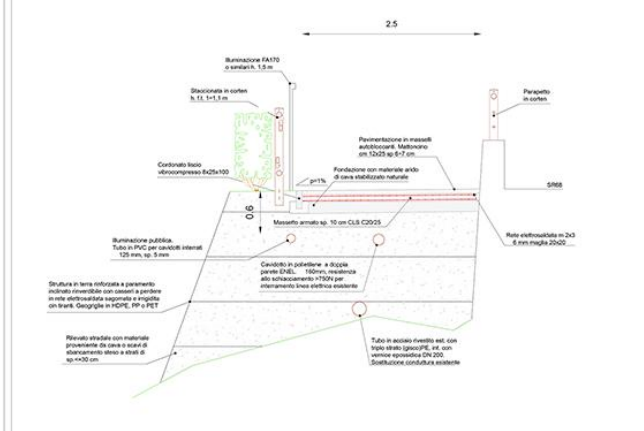 2.5
Illuminazione FA170
o similari h. 1,5 m
Staccionata in corten
h. f.t. 1÷1,1 m
Parapetto
in corten
Pavimentazione in masselli
autobloccanti. Mattoncino
cm 12x25 sp 6÷7 cm
Cordonato liscio
vibrocompresso 8x25x100
p=1%
Fondazione con materiale arido
di cava stabilizzato naturale
SR68
0.6
Massetto armato sp. 10 cm CLS C20/25
Rete elettrosaldata m 2x3
6 mm maglia 20x20
Illuminazione pubblica.
Tubo in PVC per cavidotti interrati
125 mm, sp. 5 mm
Cavidotto in polietilene a doppia
parete ENEL 160mm, resistenza
allo schiacciamento >750N per
interramento linea elettrica esistente
Struttura in terra rinforzata a paramento
inclinato rinverdibile con casseri a perdere
in rete elettrosaldata sagomata e irrigidita
con tiranti. Geogriglie in HDPE, PP o PET
Rilevato stradale con materiale
proveniente da cava o scavi di
sbancamento steso a strati di
sp.<=30 cm
Tubo in acciaio rivestito est. con
triplo strato (gisco)PE, int. con
vernice epossidica DN 200.
Sostituzione conduttura esistente